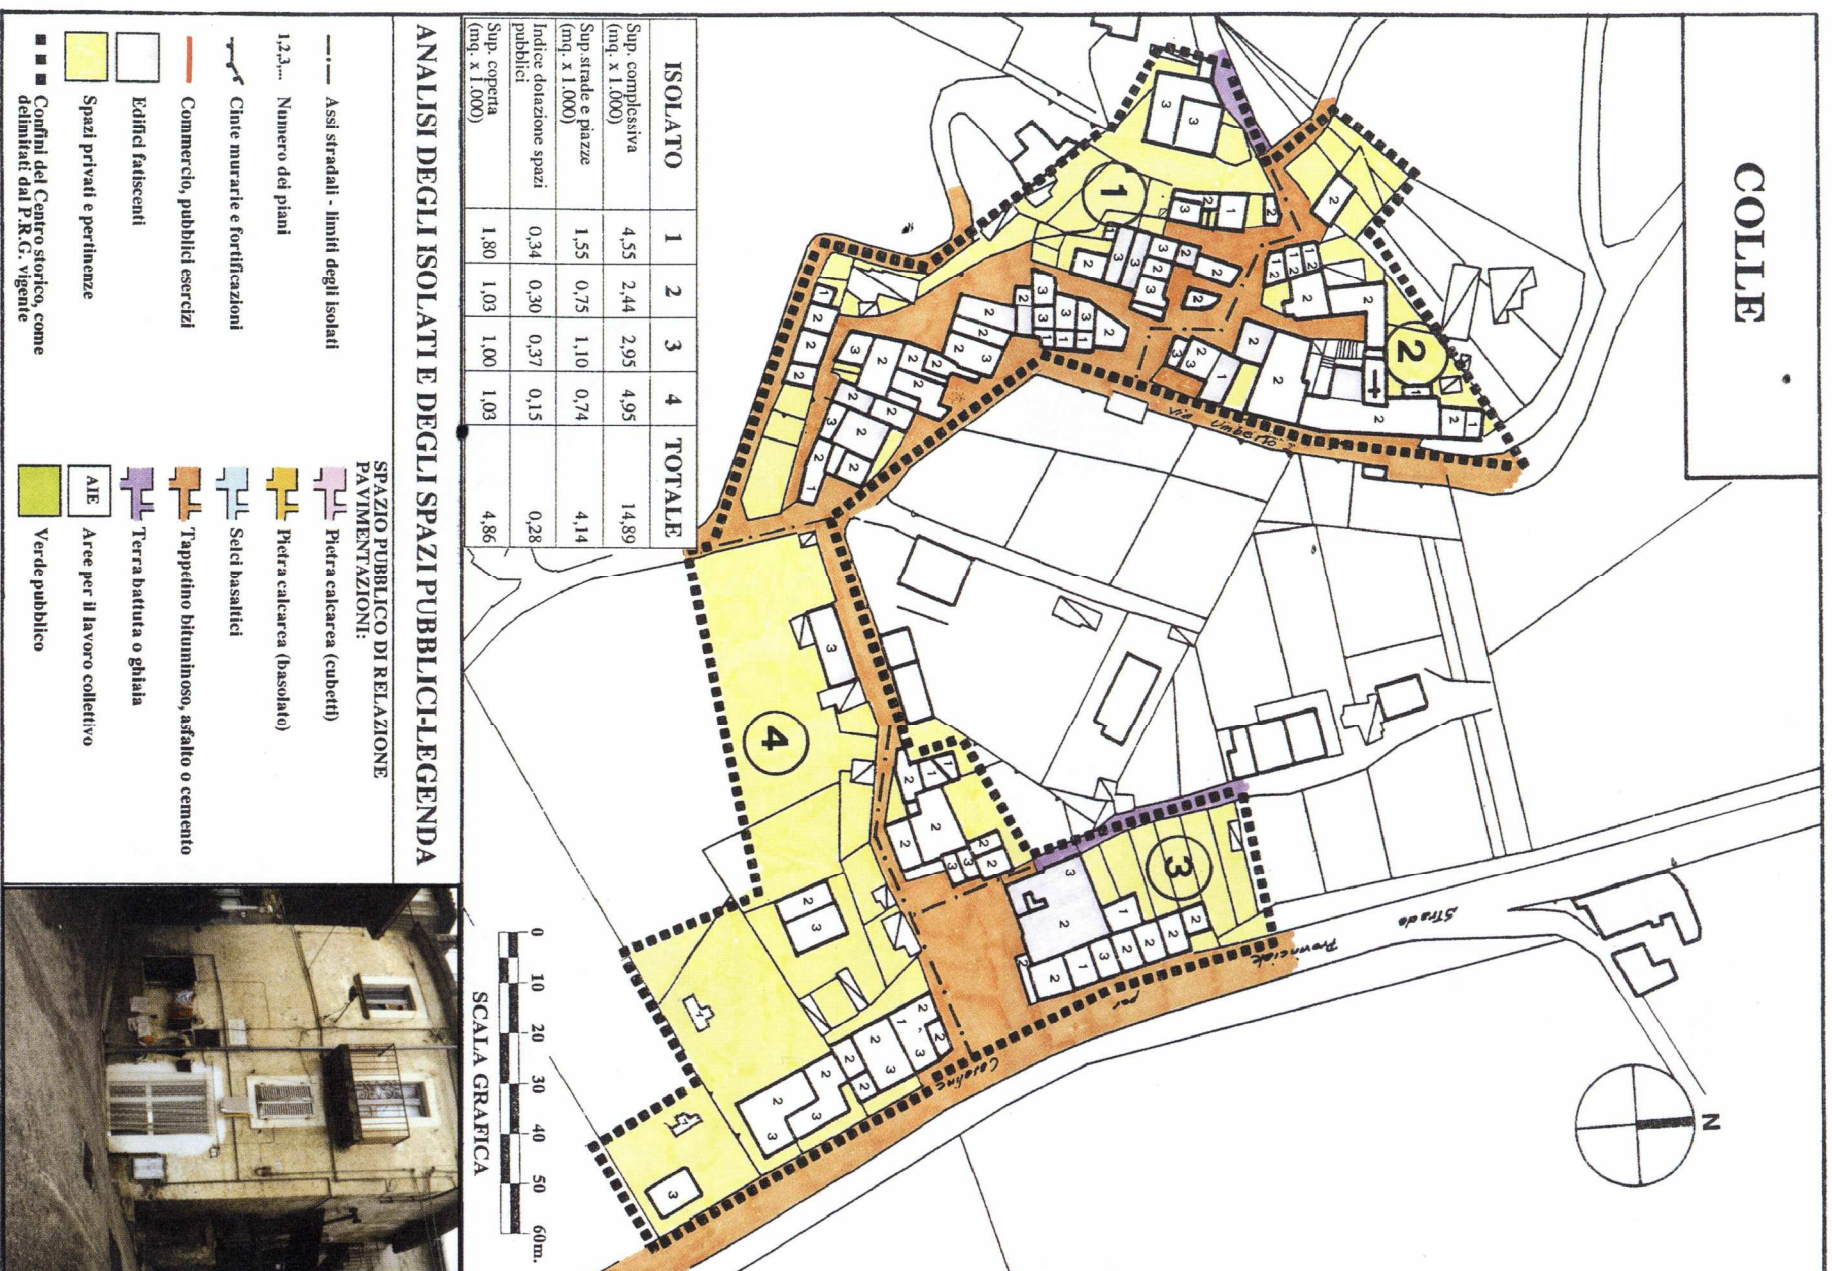 COLLE
N
1
2
3
4
Via Umberto I
Strada Provinciale per Casaline
ISOLATO 1 2 3 4 TOTALE
Sup. complessiva
(mq. x 1.000) 4,55 2,44 2,95 4,95 14,89
Sup.strade e piazze
(mq. x 1.000) 1,55 0,75 1,10 0,74 4,14
Indice dotazione spazi
pubblici 0,34 0,30 0,37 0,15 0,28
Sup. coperta
(mq. x 1.000) 1,80 1,03 1,00 1,03 4,86
0 10 20 30 40 50 60m.
SCALA GRAFICA
ANALISI DEGLI ISOLATI E DEGLI SPAZI PUBBLICI-LEGENDA
Assi stradali - limiti degli isolati
1,2,3,... Numero dei piani
Cinte murarie e fortificazioni
Commercio, pubblici esercizi
Edifici fatiscenti
Spazi privati e pertinenze
Confini del Centro storico, come
delimitati dal P.R.G. vigente
SPAZIO PUBBLICO DI RELAZIONE
PAVIMENTAZIONI:
Pietra calcarea (cubetti)
Pietra calcarea (basolato)
Selci basaltici
Tappetino bituminoso, asfalto o cemento
Terra battuta o ghiaia
AIE Aree per il lavoro collettivo
Verde pubblico